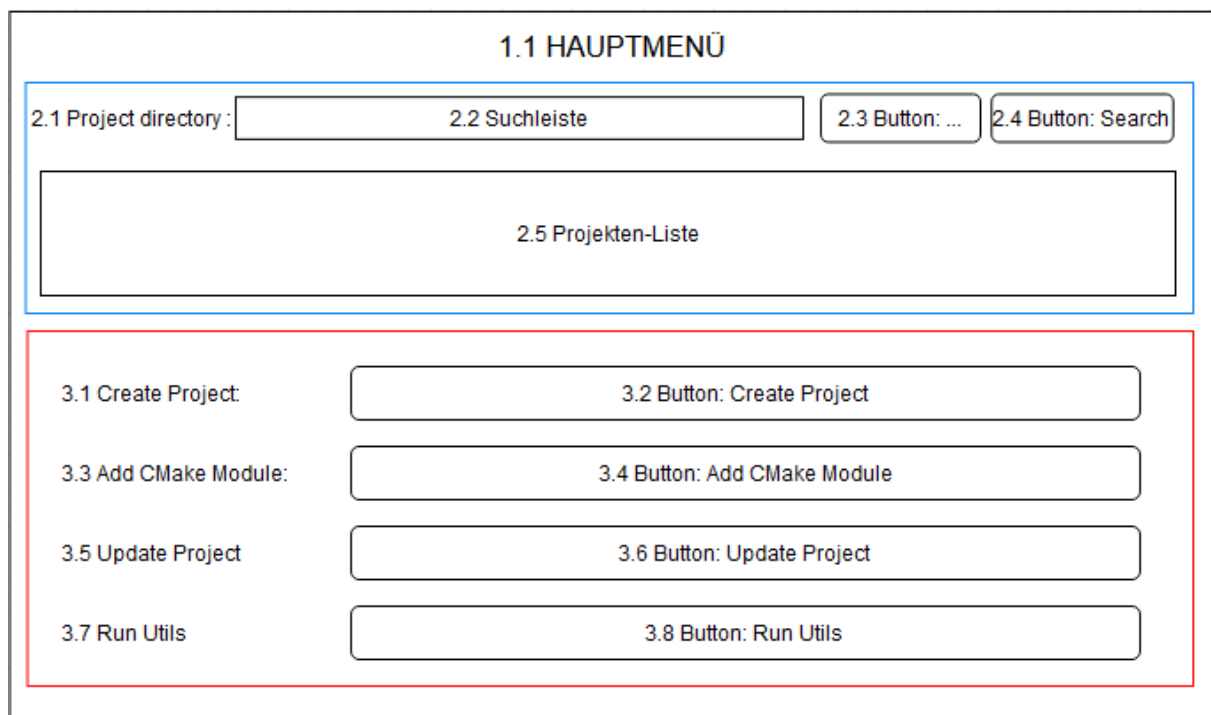 1.1 HAUPTMENÜ
2.1 Project directory : 2.2 Suchleiste 2.3 Button: ... 2.4 Button: Search
2.5 Projekten-Liste
3.1 Create Project: 3.2 Button: Create Project
3.3 Add CMake Module: 3.4 Button: Add CMake Module
3.5 Update Project 3.6 Button: Update Project
3.7 Run Utils 3.8 Button: Run Utils